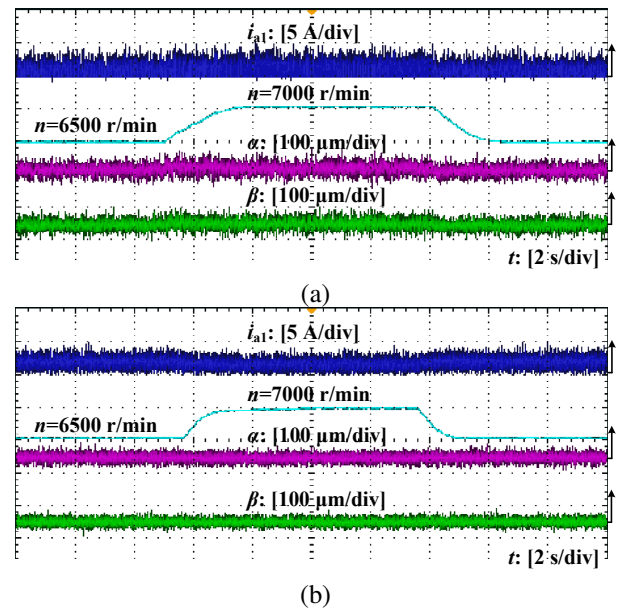 i_a1: [5 A/div]
n=7000 r/min
n=6500 r/min
α: [100 µm/div]
β: [100 µm/div]
t: [2 s/div]
(a)
i_a1: [5 A/div]
n=7000 r/min
n=6500 r/min
α: [100 µm/div]
β: [100 µm/div]
t: [2 s/div]
(b)